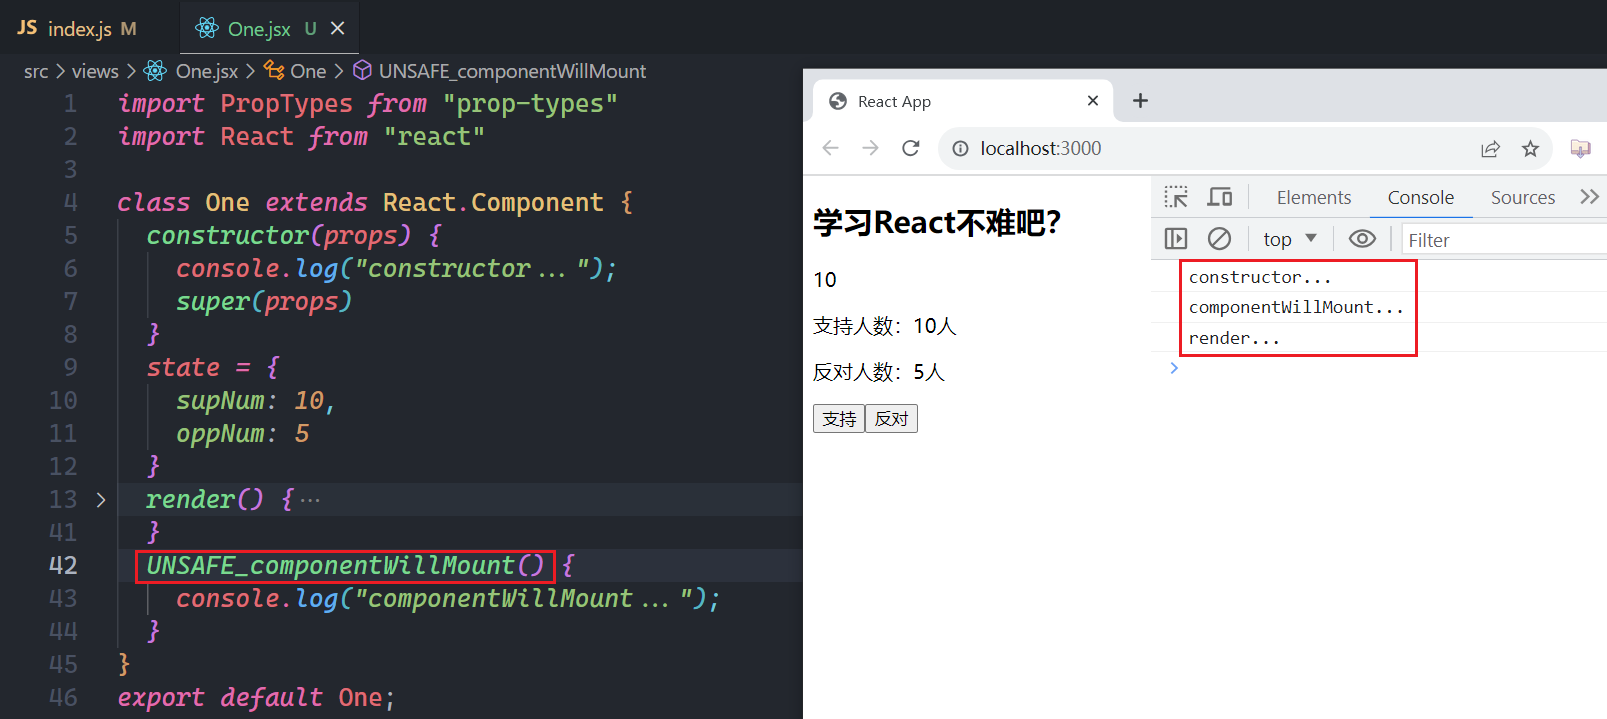 JS index.js M
One.jsx U
src > views > One.jsx > One > UNSAFE_componentWillMount
1 import PropTypes from "prop-types"
2 import React from "react"
3
4 class One extends React.Component {
5 constructor(props) {
6 console.log("constructor...");
7 super(props)
8 }
9 state = {
10 supNum: 10,
11 oppNum: 5
12 }
13 render() {···
41 }
42 UNSAFE_componentWillMount() {
43 console.log("componentWillMount...");
44 }
45 }
46 export default One;
React App
localhost:3000
学习React不难吧?
10
支持人数：10人
反对人数：5人
支持 反对
Elements Console Sources
top Filter
constructor...
componentWillMount...
render...